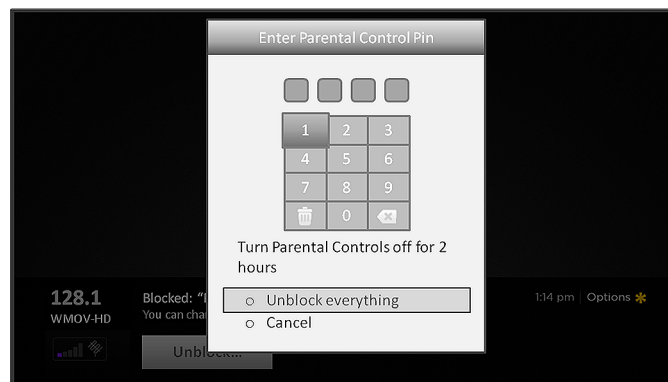 Enter Parental Control Pin
1 2 3
4 5 6
7 8 9
0
Turn Parental Controls off for 2
hours
Unblock everything
Cancel
128.1
WMOV-HD
Blocked:
You can
1:14 pm | Options